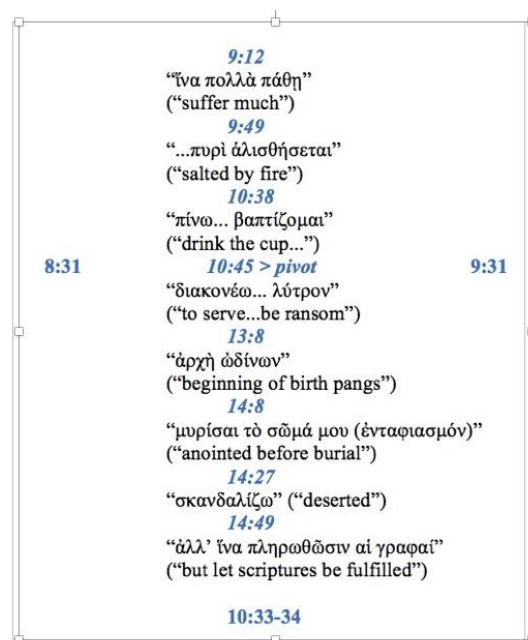 9:12
“ἵνα πολλὰ πάθῃ”
(“suffer much”)
9:49
“...πυρὶ ἁλισθήσεται”
(“salted by fire”)
10:38
“πίνω... βαπτίζομαι”
(“drink the cup...”)
8:31 10:45 > pivot 9:31
“διακονέω... λύτρον”
(“to serve...be ransom”)
13:8
“ἀρχὴ ὠδίνων”
(“beginning of birth pangs”)
14:8
“μυρίσαι τὸ σῶμά μου (ἐνταφιασμόν)”
(“anointed before burial”)
14:27
“σκανδαλίζω” (“deserted”)
14:49
“ἀλλ’ ἵνα πληρωθῶσιν αἱ γραφαί”
(“but let scriptures be fulfilled”)
10:33-34